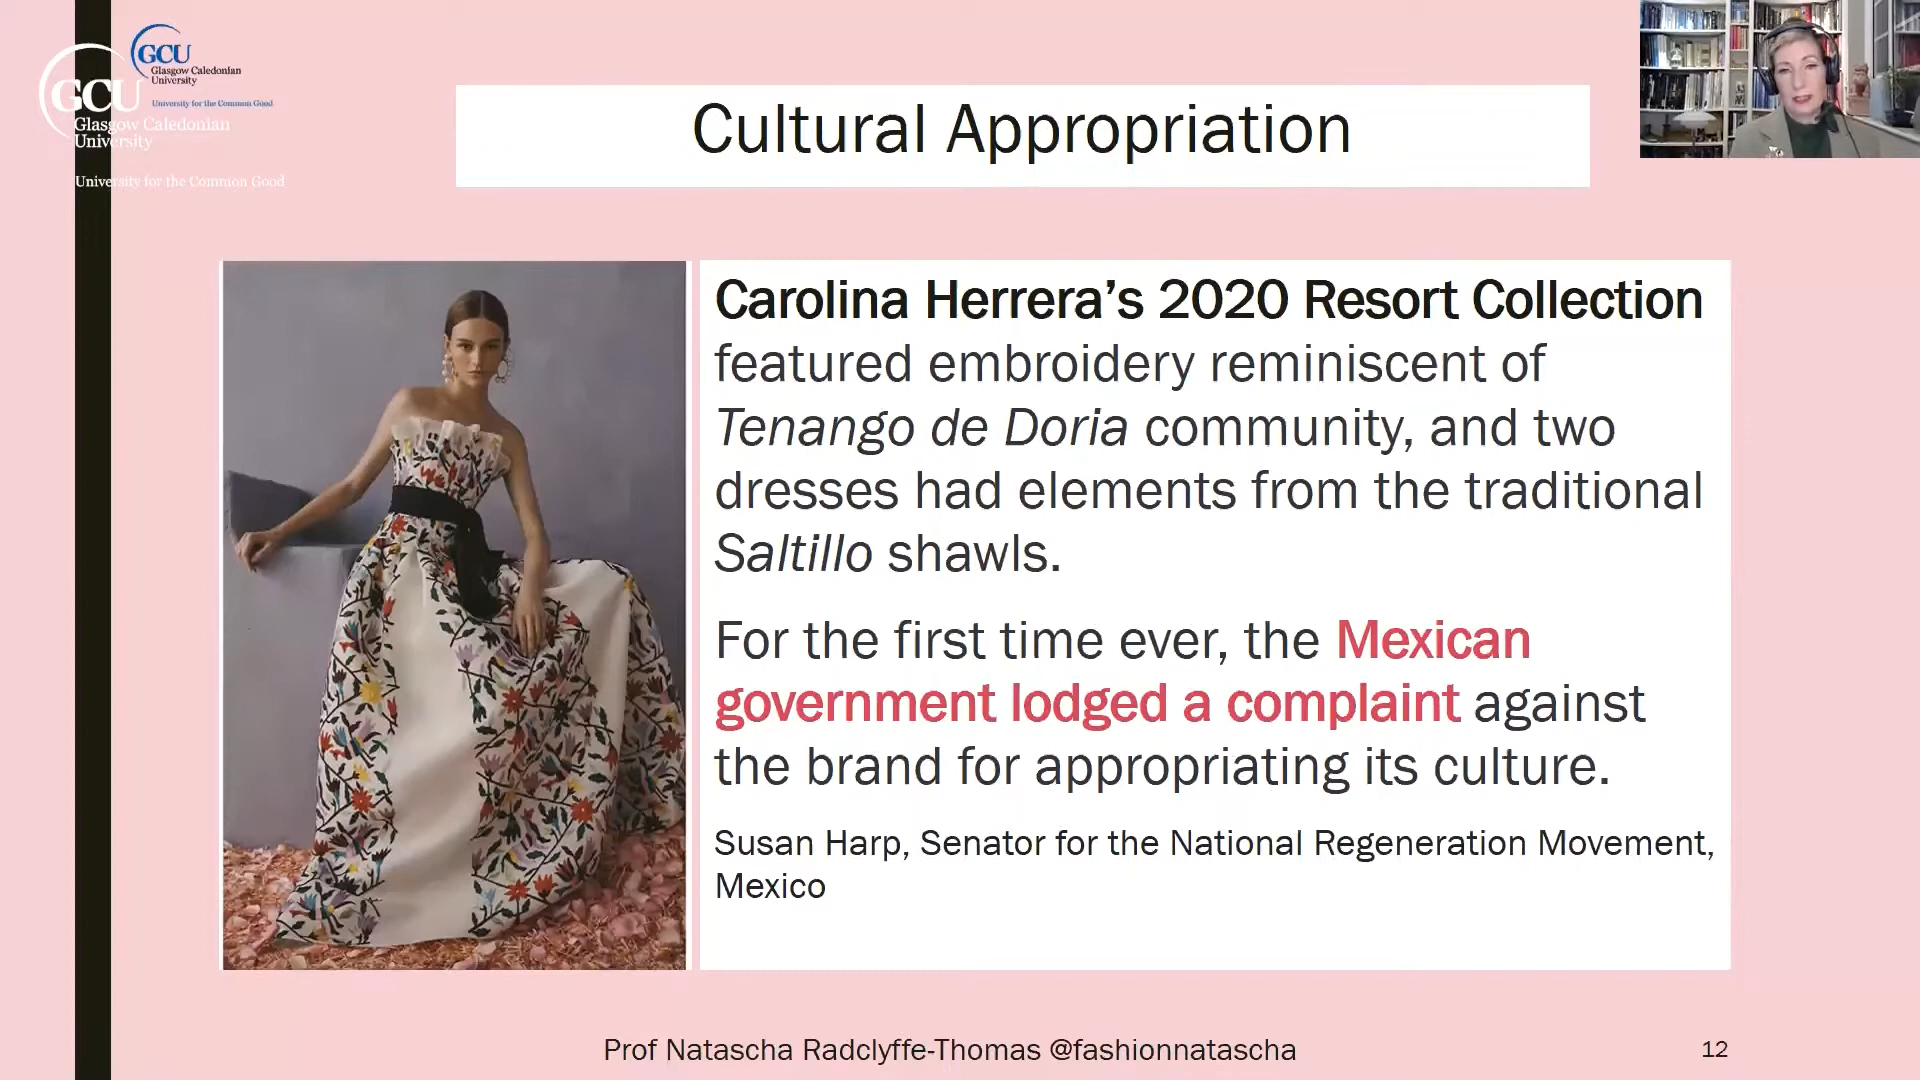 GCU
Glasgow Caledonian
University
University for the Common Good
GCU
Glasgow Caledonian
University
University for the Common Good
Cultural Appropriation
Carolina Herrera’s 2020 Resort Collection
featured embroidery reminiscent of
Tenango de Doria community, and two
dresses had elements from the traditional
Saltillo shawls.
For the first time ever, the Mexican
government lodged a complaint against
the brand for appropriating its culture.
Susan Harp, Senator for the National Regeneration Movement,
Mexico
Prof Natascha Radclyffe-Thomas @fashionnatascha
12